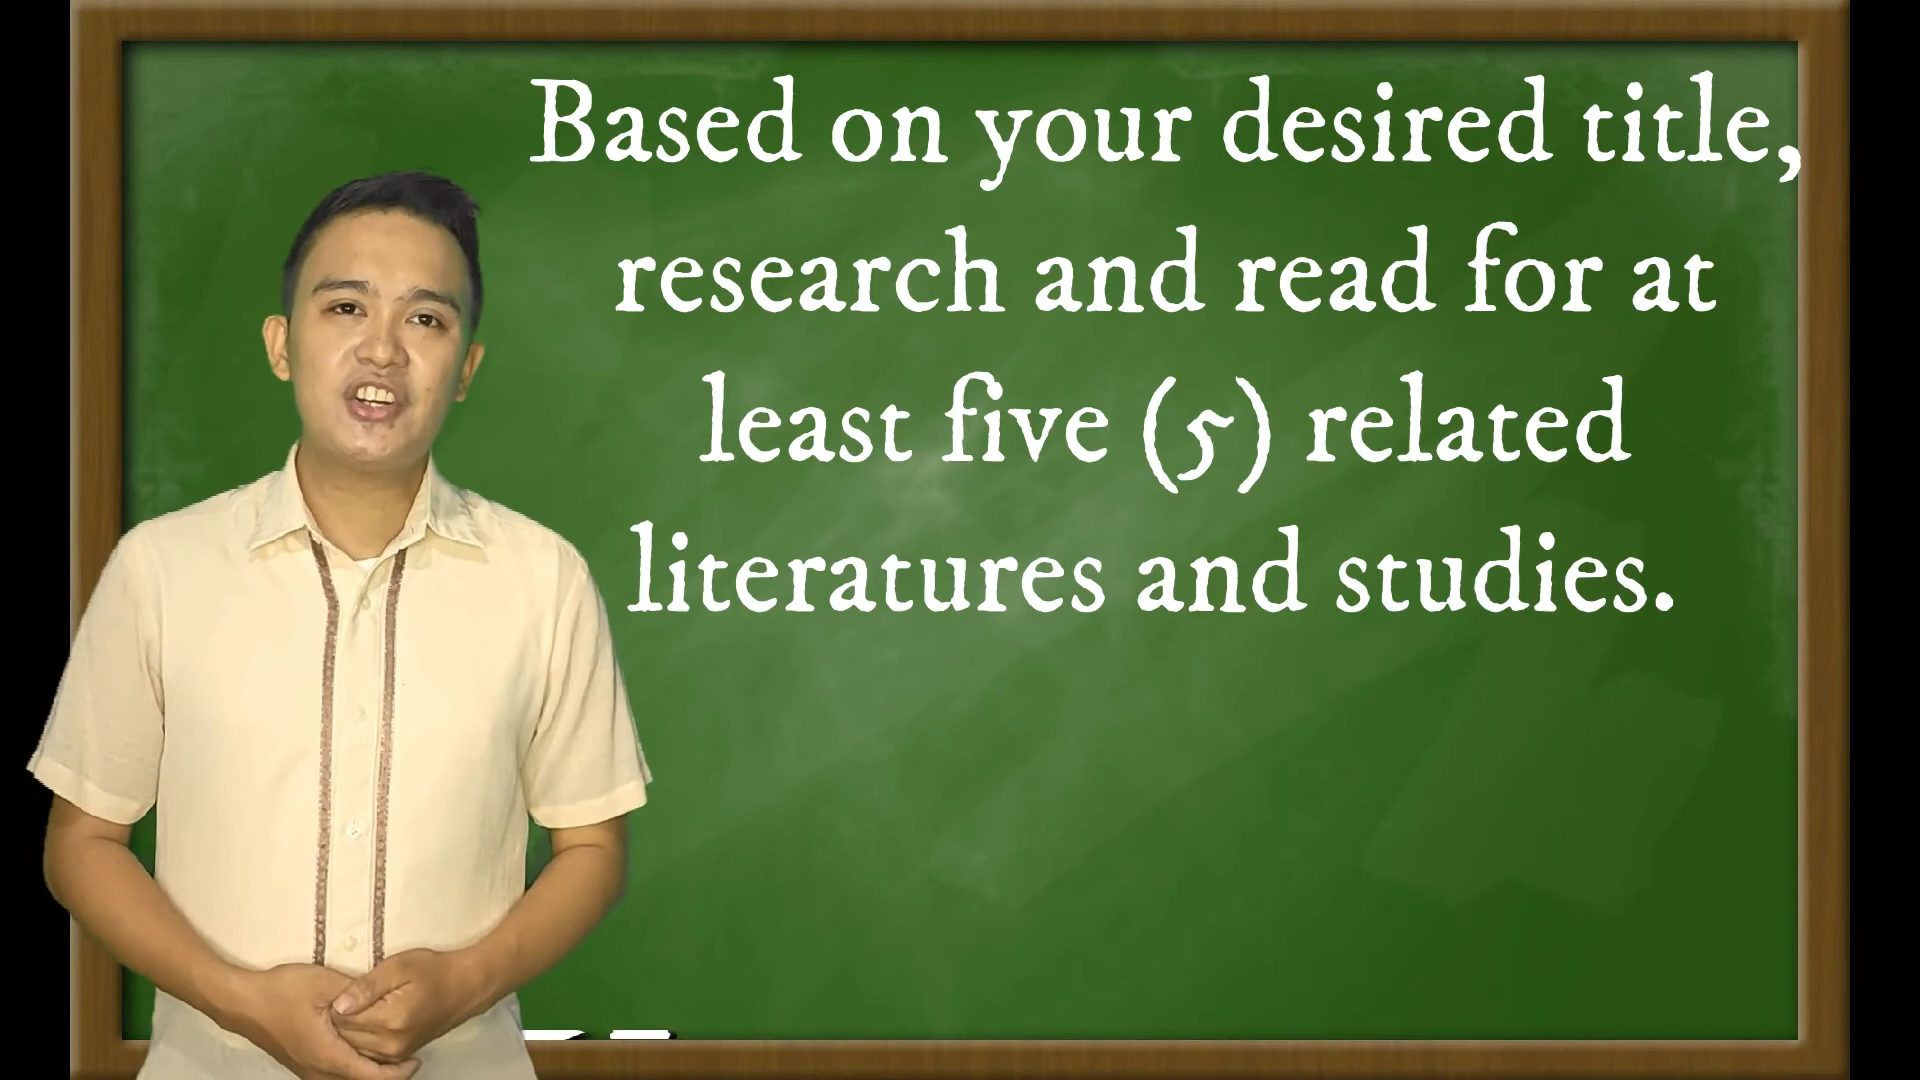 Based on your desired title,
research and read for at
least five (5) related
literatures and studies.